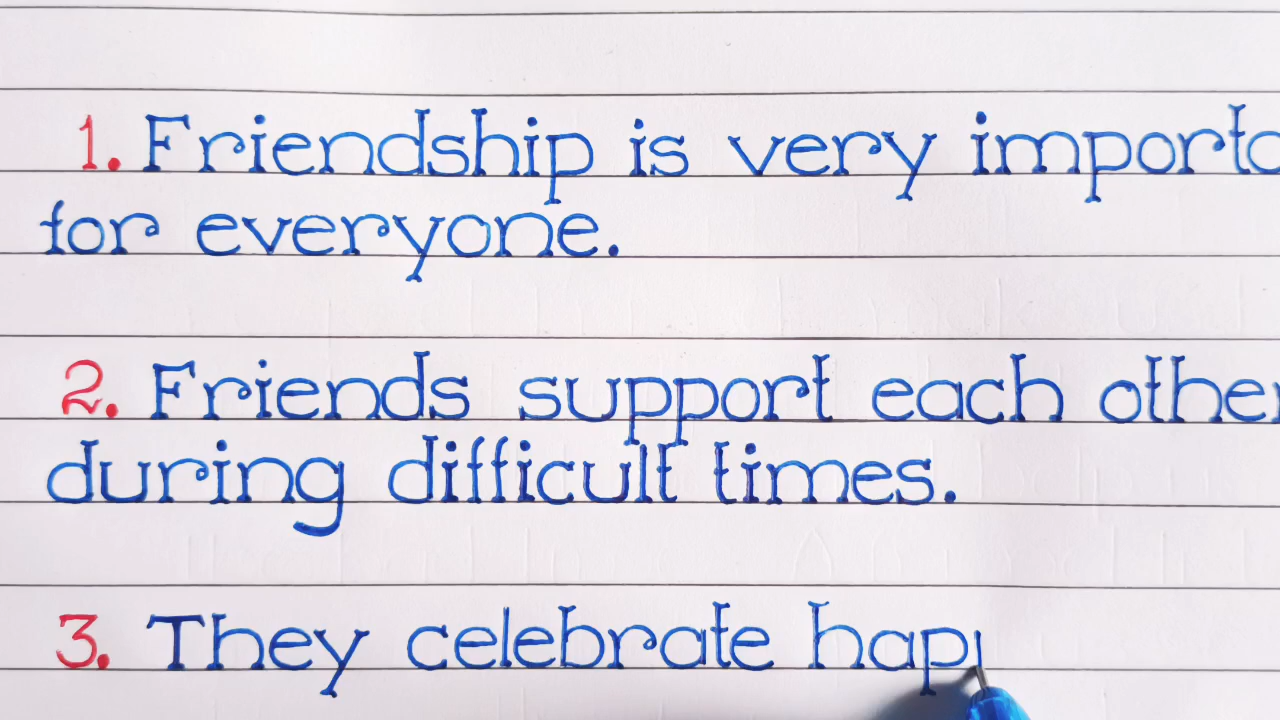 1. Friendship is very importa
for everyone.
2. Friends support each other
during difficult times.
3. They celebrate hap